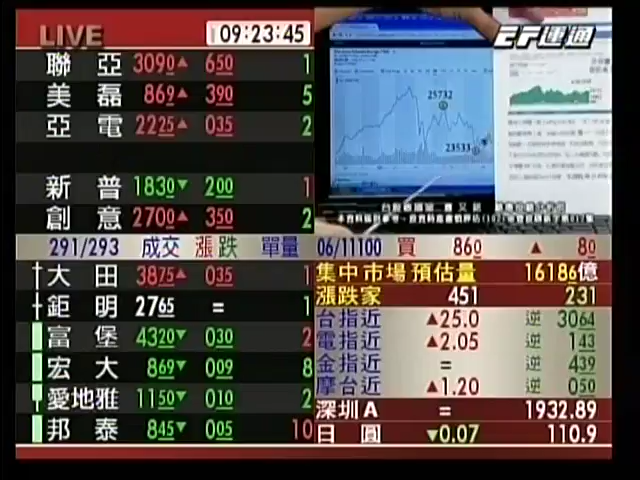 LIVE 09:23:45
聯亞 3090▲ 650 1
美磊 869▲ 390 5
亞電 2225▲ 035 2
新普 1830▼ 200 1
創意 2700▲ 350 2
291/293 成交 漲跌 單量
大田 3875▲ 035 1
鉅明 2765 = 1
富堡 4320▼ 030 2
宏大 869▼ 009 8
愛地雅 1150▼ 010 2
邦泰 845▼ 005 10
EF運通
25732
23533
06/11100 買 860 ▲ 80
集中市場預估量 16186億
漲跌家 451 231
台指近 ▲25.0 逆 3064
電指近 ▲2.05 逆 143
金指近 = 逆 439
摩台近 ▲1.20 逆 050
深圳A = 1932.89
日圓 ▼0.07 110.9